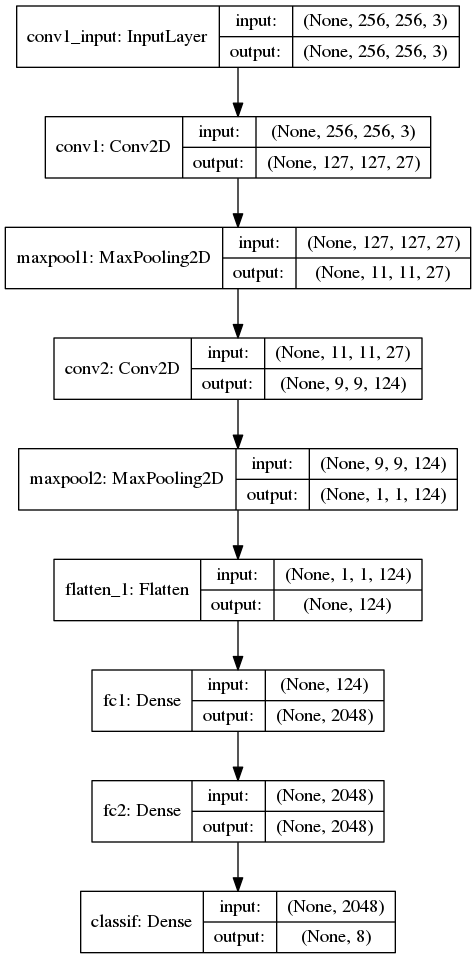 conv1_input: InputLayer
input: (None, 256, 256, 3)
output: (None, 256, 256, 3)
conv1: Conv2D
input: (None, 256, 256, 3)
output: (None, 127, 127, 27)
maxpool1: MaxPooling2D
input: (None, 127, 127, 27)
output: (None, 11, 11, 27)
conv2: Conv2D
input: (None, 11, 11, 27)
output: (None, 9, 9, 124)
maxpool2: MaxPooling2D
input: (None, 9, 9, 124)
output: (None, 1, 1, 124)
flatten_1: Flatten
input: (None, 1, 1, 124)
output: (None, 124)
fc1: Dense
input: (None, 124)
output: (None, 2048)
fc2: Dense
input: (None, 2048)
output: (None, 2048)
classif: Dense
input: (None, 2048)
output: (None, 8)